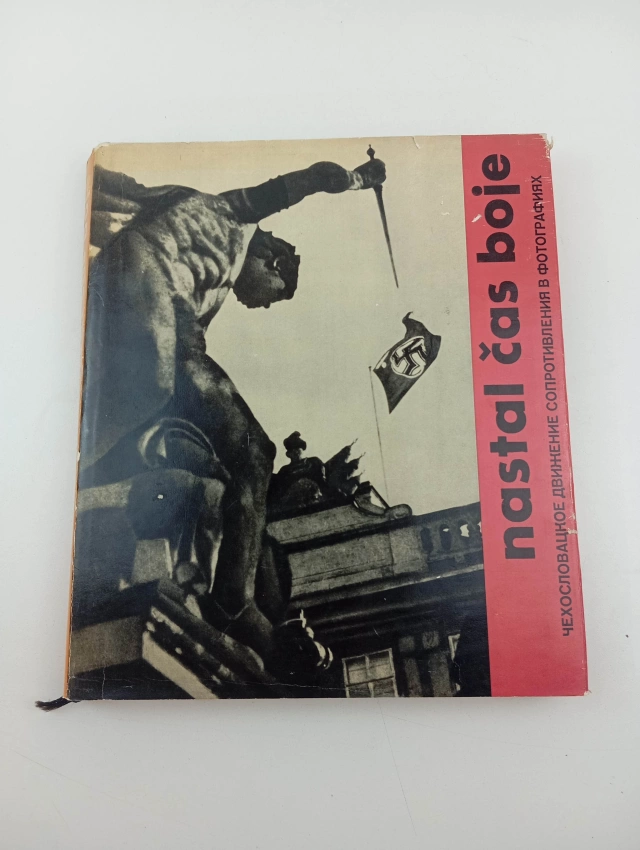 nastal čas boje
ЧЕХОСЛОВАЦКОЕ ДВИЖЕНИЕ СОПРОТИВЛЕНИЯ В ФОТОГРАФИЯХ